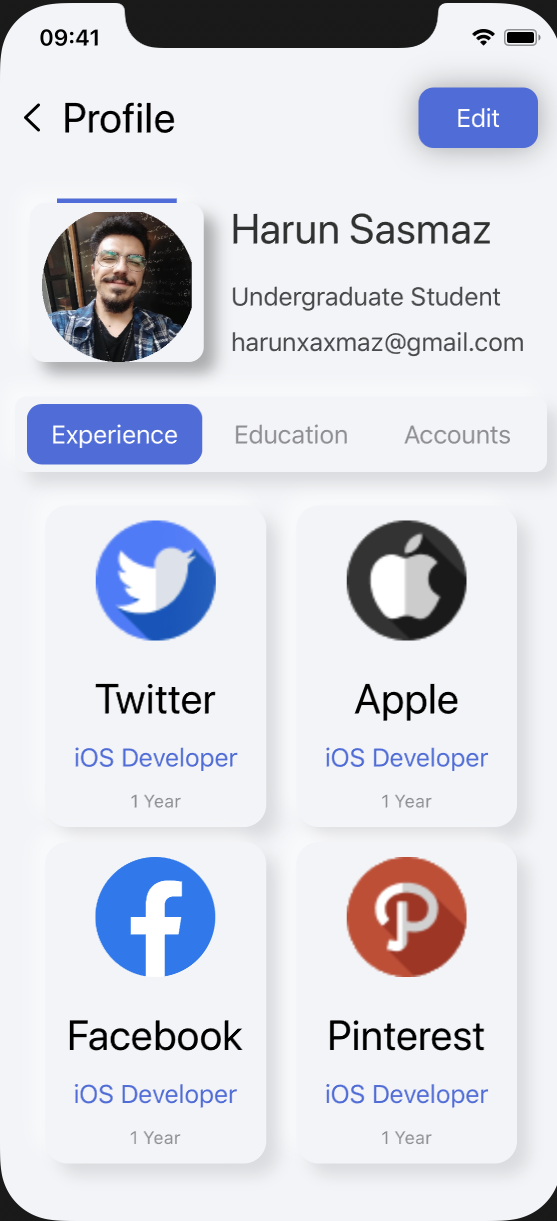 09:41
Profile
Edit
Harun Sasmaz
Undergraduate Student
harunxaxmaz@gmail.com
Experience Education Accounts
Twitter
iOS Developer
1 Year
Apple
iOS Developer
1 Year
Facebook
iOS Developer
1 Year
Pinterest
iOS Developer
1 Year